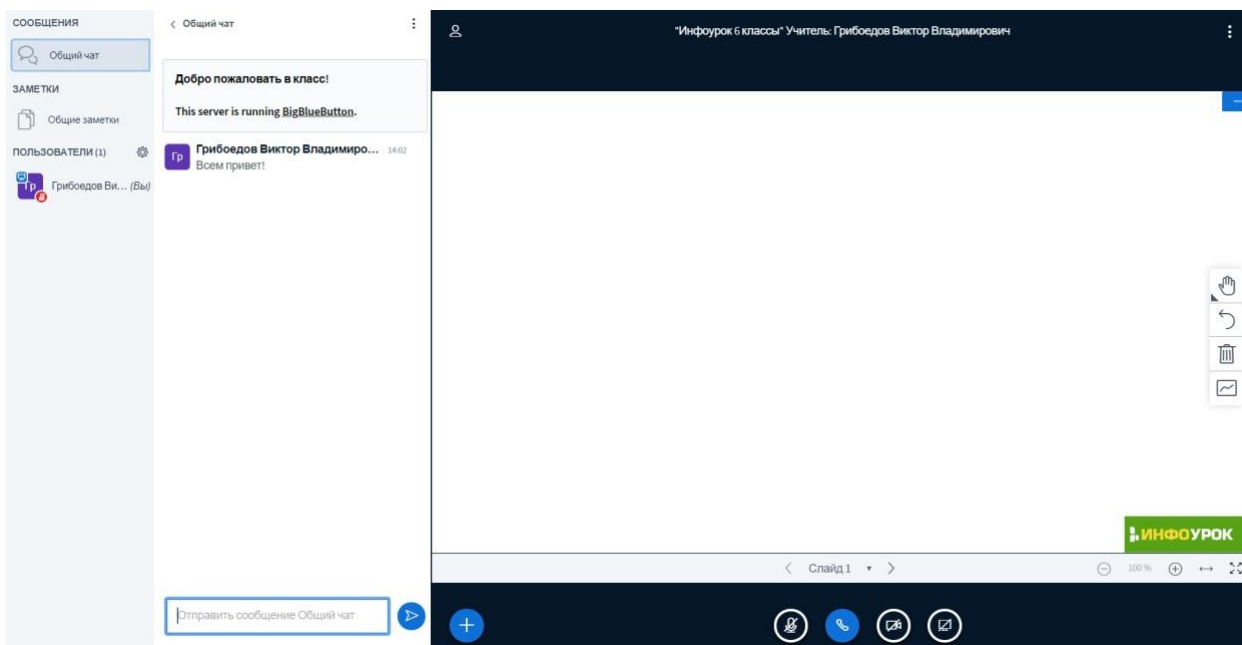 СООБЩЕНИЯ
Общий чат
ЗАМЕТКИ
Общие заметки
ПОЛЬЗОВАТЕЛИ (1)
Гр
Грибоедов Ви... (Вы)
Общий чат
Добро пожаловать в класс!
This server is running BigBlueButton.
Гр
Грибоедов Виктор Владимиро... 14:02
Всем привет!
Отправить сообщение Общий чат
"Инфоурок 6 классы" Учитель: Грибоедов Виктор Владимирович
ИНФОУРОК
Слайд 1
100 %